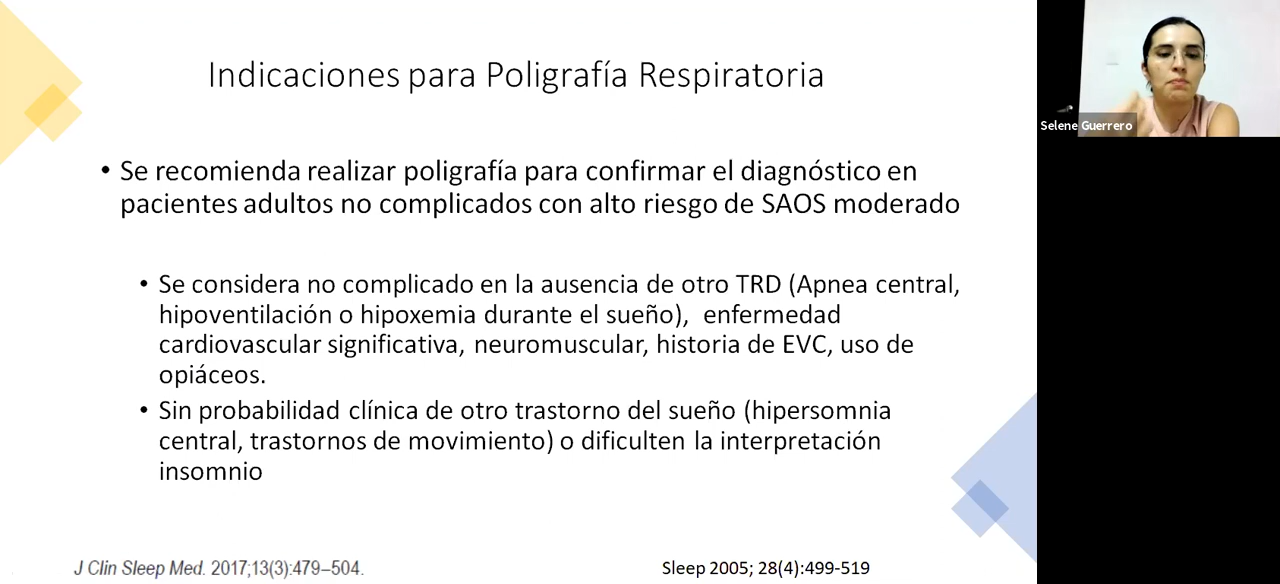 Indicaciones para Poligrafía Respiratoria
• Se recomienda realizar poligrafía para confirmar el diagnóstico en
pacientes adultos no complicados con alto riesgo de SAOS moderado
• Se considera no complicado en la ausencia de otro TRD (Apnea central,
hipoventilación o hipoxemia durante el sueño), enfermedad
cardiovascular significativa, neuromuscular, historia de EVC, uso de
opiáceos.
• Sin probabilidad clínica de otro trastorno del sueño (hipersomnia
central, trastornos de movimiento) o dificulten la interpretación
insomnio
J Clin Sleep Med. 2017;13(3):479–504.
Sleep 2005; 28(4):499-519
Selene Guerrero